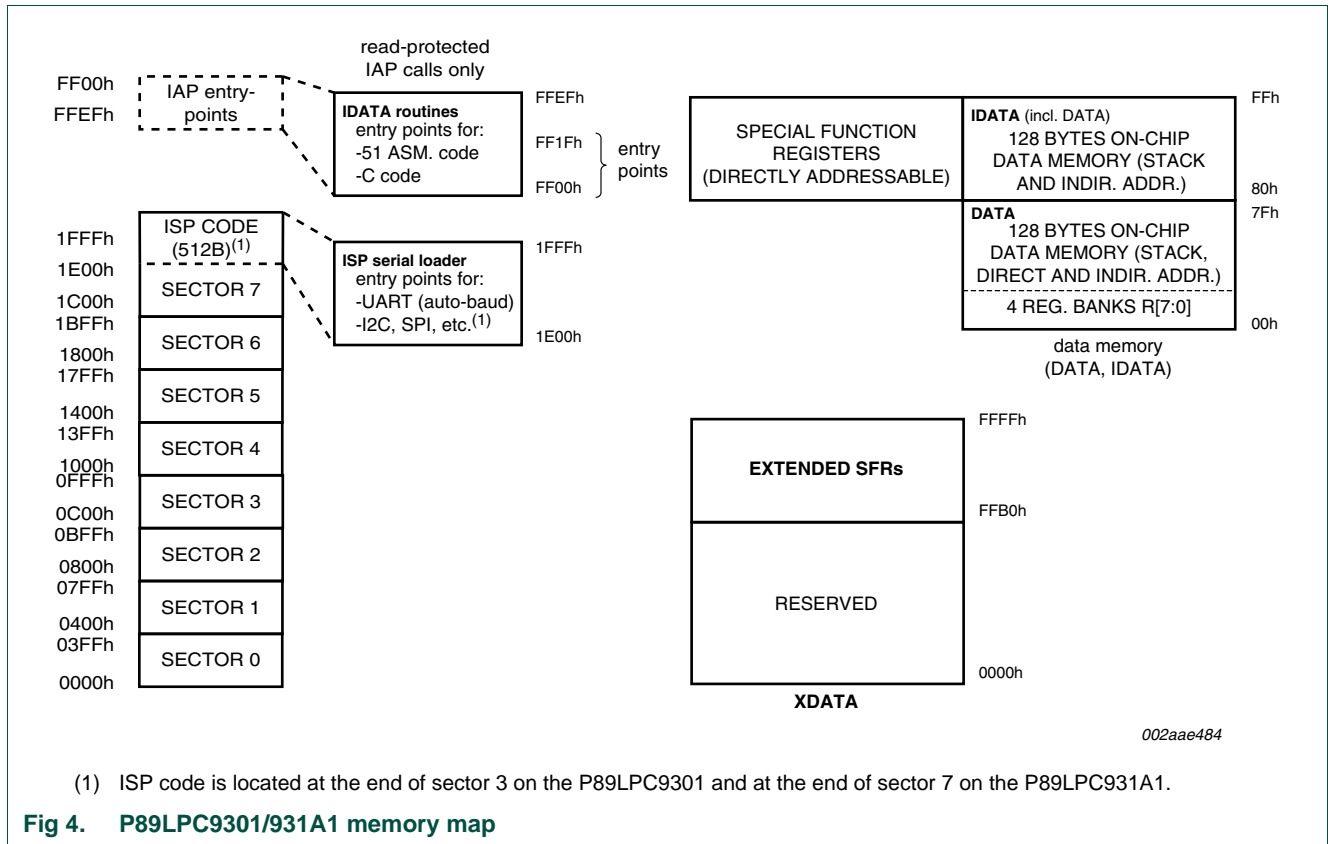 read-protected
IAP calls only
FF00h
FFEFh
IAP entry-
points
IDATA routines
entry points for:
-51 ASM. code
-C code
FFEFh
FF1Fh
FF00h
entry
points
1FFFh
1E00h
1C00h
1BFFh
1800h
17FFh
1400h
13FFh
1000h
0FFFh
0C00h
0BFFh
0800h
07FFh
0400h
03FFh
0000h
ISP CODE
(512B)(1)
SECTOR 7
SECTOR 6
SECTOR 5
SECTOR 4
SECTOR 3
SECTOR 2
SECTOR 1
SECTOR 0
ISP serial loader
entry points for:
-UART (auto-baud)
-I2C, SPI, etc.(1)
1FFFh
1E00h
SPECIAL FUNCTION
REGISTERS
(DIRECTLY ADDRESSABLE)
IDATA (incl. DATA)
128 BYTES ON-CHIP
DATA MEMORY (STACK
AND INDIR. ADDR.)
FFh
80h
DATA
128 BYTES ON-CHIP
DATA MEMORY (STACK,
DIRECT AND INDIR. ADDR.)
4 REG. BANKS R[7:0]
7Fh
00h
data memory
(DATA, IDATA)
EXTENDED SFRs
RESERVED
FFFFh
FFB0h
0000h
XDATA
002aae484
(1) ISP code is located at the end of sector 3 on the P89LPC9301 and at the end of sector 7 on the P89LPC931A1.
Fig 4. P89LPC9301/931A1 memory map